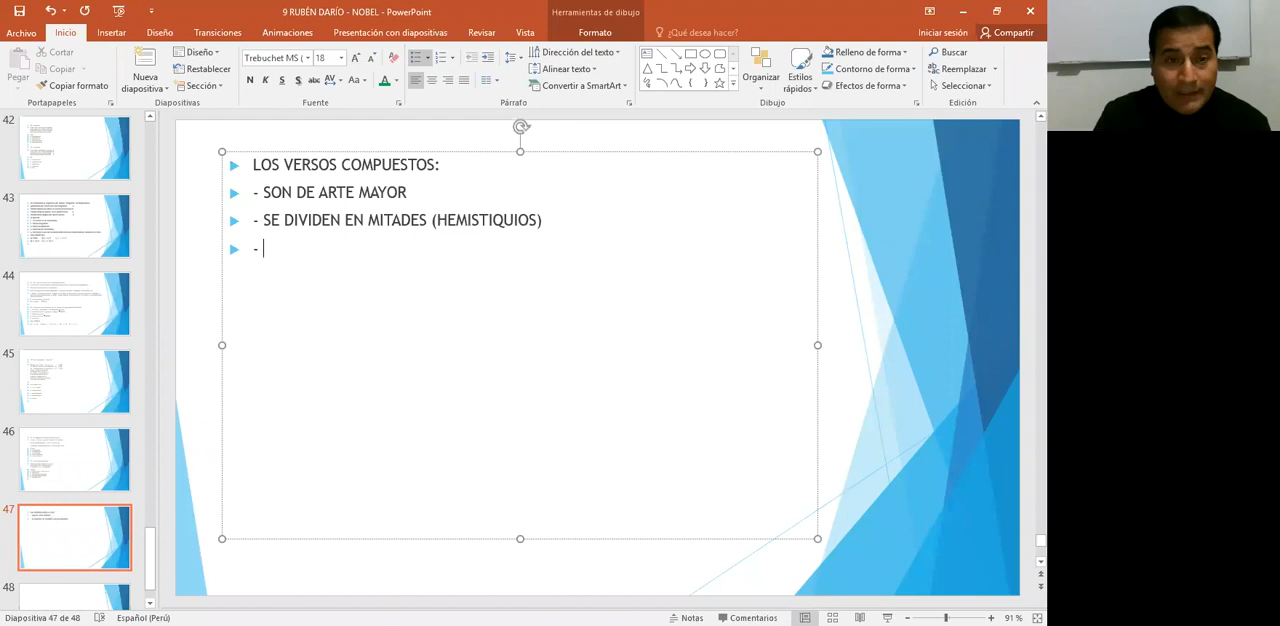 9 RUBÉN DARÍO - NOBEL - PowerPoint
Herramientas de dibujo
Archivo Inicio Insertar Diseño Transiciones Animaciones Presentación con diapositivas Revisar Vista Formato ¿Qué desea hacer? Iniciar sesión Compartir
Pegar
Cortar
Copiar
Copiar formato
Portapapeles
Nueva
diapositiva
Diseño
Restablecer
Sección
Diapositivas
Trebuchet MS ( 18
N K S S abc AV Aa A
Fuente
Párrafo
Dirección del texto
Alinear texto
Convertir a SmartArt
Organizar
Estilos
rápidos
Relleno de forma
Contorno de forma
Efectos de forma
Dibujo
Buscar
Reemplazar
Seleccionar
Edición
42
43
44
45
46
47
48
LOS VERSOS COMPUESTOS:
- SON DE ARTE MAYOR
- SE DIVIDEN EN MITADES (HEMISTIQUIOS)
-
Diapositiva 47 de 48 Español (Perú) Notas Comentarios 91 %